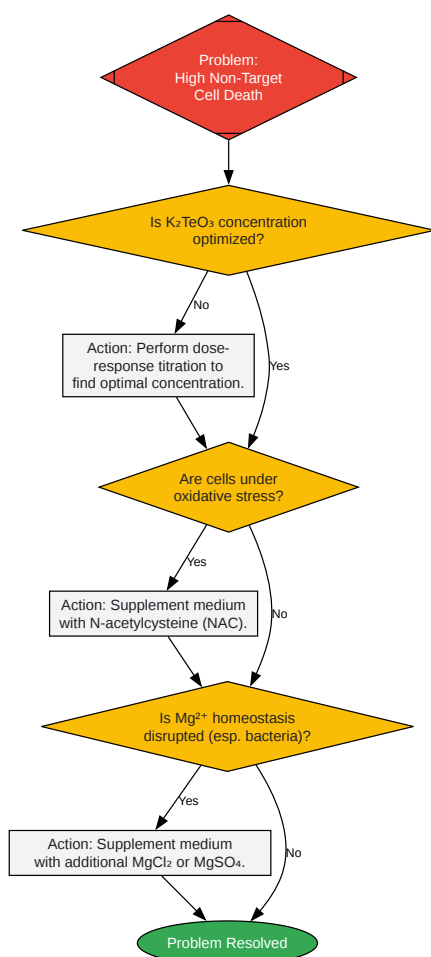 Problem:
High Non-Target
Cell Death
Is K₂TeO₃ concentration
optimized?
No
Yes
Action: Perform dose-
response titration to
find optimal concentration.
Are cells under
oxidative stress?
Yes
No
Action: Supplement medium
with N-acetylcysteine (NAC).
Is Mg²⁺ homeostasis
disrupted (esp. bacteria)?
Yes
No
Action: Supplement medium
with additional MgCl₂ or MgSO₄.
Problem Resolved